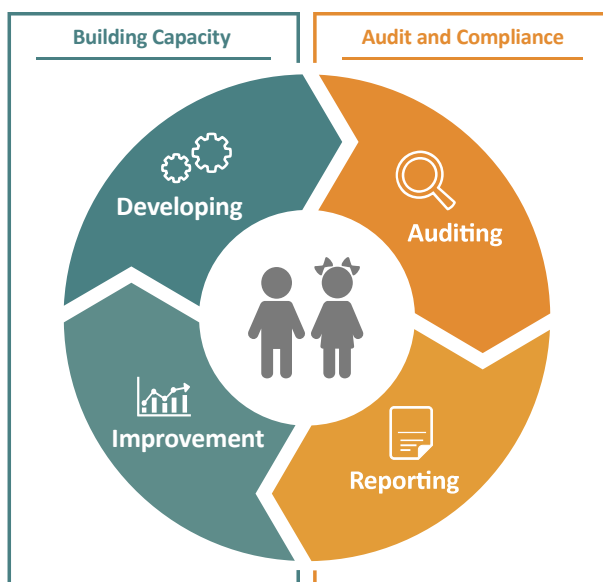 Building Capacity
Audit and Compliance
Developing
Auditing
Improvement
Reporting